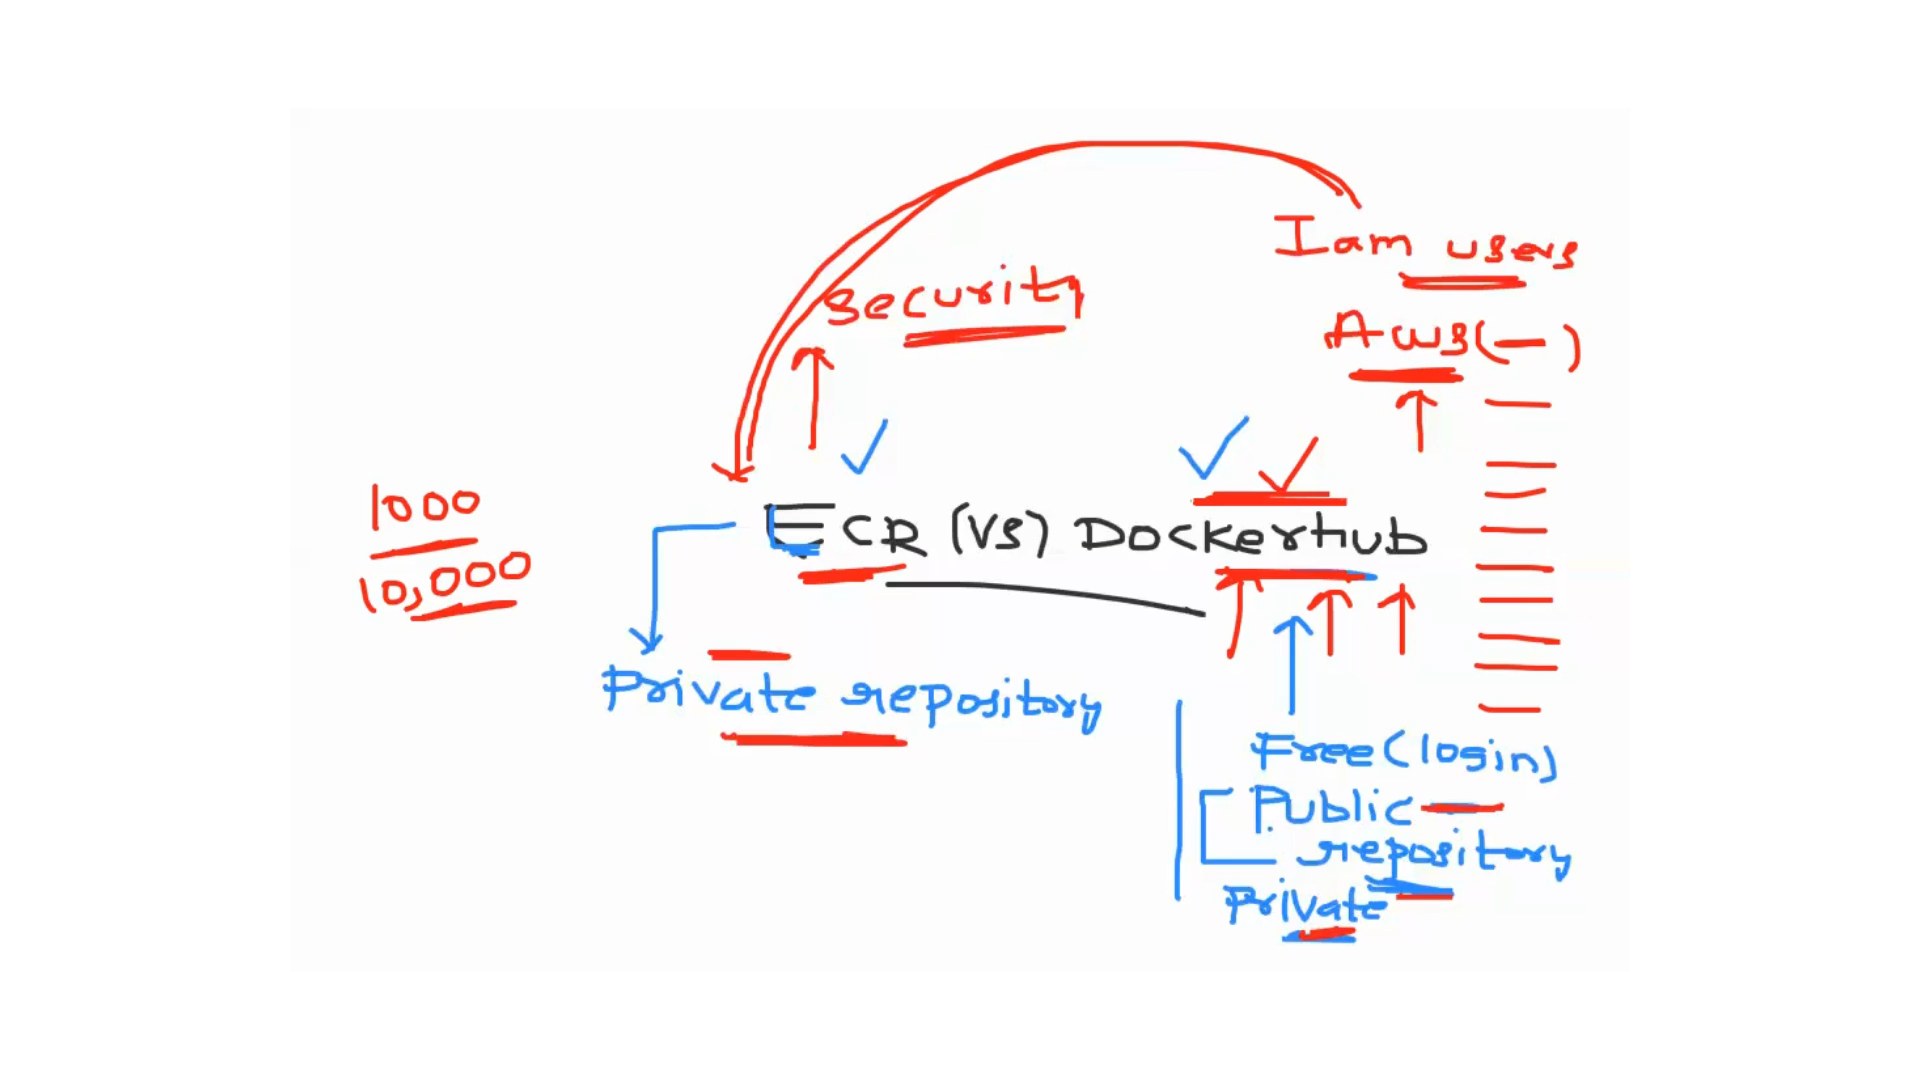 Iam users
Security
Aws(—)
1000
10,000
ECR (VS) Dockerhub
Private repository
Free(login)
Public
repository
Private